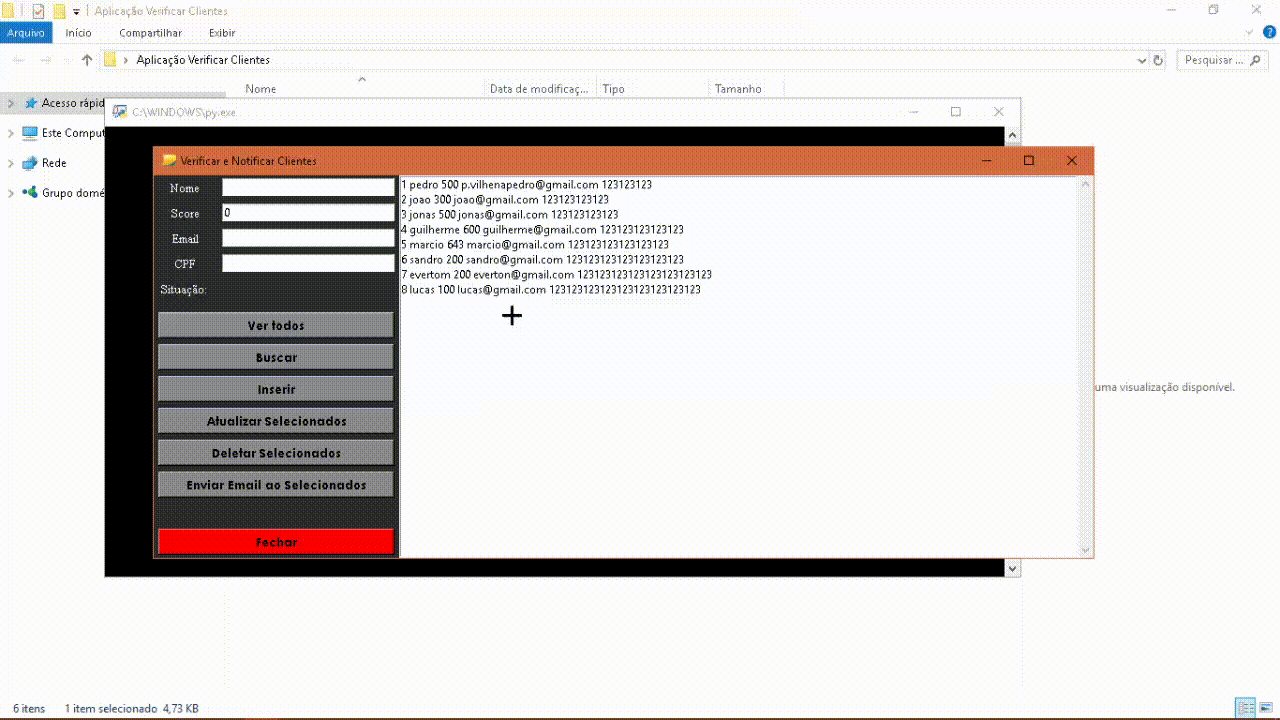 Aplicação Verificar Clientes
Arquivo Início Compartilhar Exibir
Aplicação Verificar Clientes
Pesquisar ...
Nome Data de modificaç... Tipo Tamanho
Acesso rápid
Este Comput
Rede
Grupo domé
C:\WINDOWS\py.exe
Verificar e Notificar Clientes
Nome
Score 0
Email
CPF
Situação:
Ver todos
Buscar
Inserir
Atualizar Selecionados
Deletar Selecionados
Enviar Email ao Selecionados
Fechar
1 pedro 500 p.vilhenapedro@gmail.com 123123123
2 joao 300 joao@gmail.com 123123123123
3 jonas 500 jonas@gmail.com 123123123123
4 guilherme 600 guilherme@gmail.com 123123123123123
5 marcio 643 marcio@gmail.com 123123123123123
6 sandro 200 sandro@gmail.com 123123123123123123
7 evertom 200 everton@gmail.com 123123123123123123123123
8 lucas 100 lucas@gmail.com 123123123123123123123123123
uma visualização disponível.
6 itens 1 item selecionado 4,73 KB